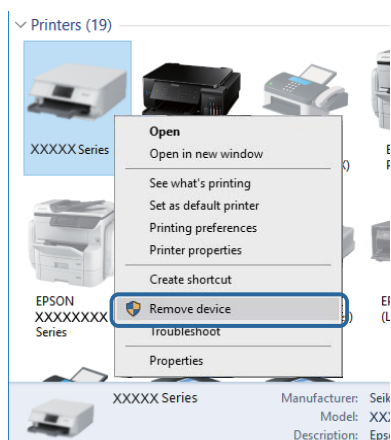 Printers (19)
XXXXX Series
Open
Open in new window
See what's printing
Set as default printer
Printing preferences
Printer properties
Create shortcut
Remove device
Troubleshoot
Properties
EPSON
XXXXXXXX
Series
XXXXX Series
Manufacturer:
Model:
Description: